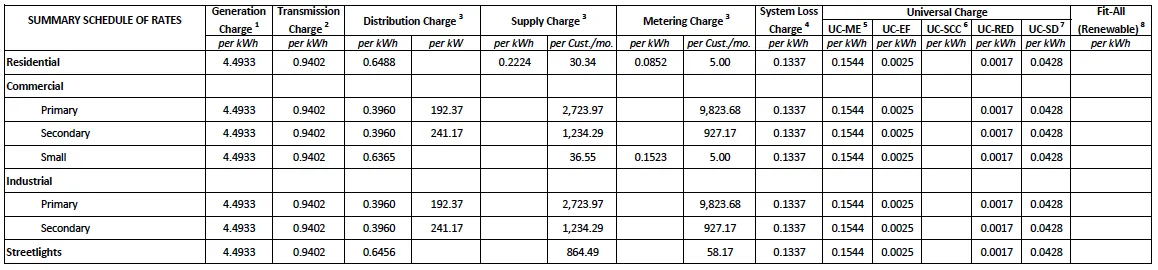 SUMMARY SCHEDULE OF RATES Generation Charge 1 Transmission Charge 2 Distribution Charge 3 Supply Charge 3 Metering Charge 3 System Loss Charge 4 Universal Charge Fit-All (Renewable) 8
UC-ME 5 UC-EF UC-SCC 6 UC-RED UC-SD 7
per kWh per kWh per kWh per kW per kWh per Cust./mo. per kWh per Cust./mo. per kWh per kWh per kWh per kWh per kWh per kWh per kWh
Residential 4.4933 0.9402 0.6488 0.2224 30.34 0.0852 5.00 0.1337 0.1544 0.0025 0.0017 0.0428
Commercial
Primary 4.4933 0.9402 0.3960 192.37 2,723.97 9,823.68 0.1337 0.1544 0.0025 0.0017 0.0428
Secondary 4.4933 0.9402 0.3960 241.17 1,234.29 927.17 0.1337 0.1544 0.0025 0.0017 0.0428
Small 4.4933 0.9402 0.6365 36.55 0.1523 5.00 0.1337 0.1544 0.0025 0.0017 0.0428
Industrial
Primary 4.4933 0.9402 0.3960 192.37 2,723.97 9,823.68 0.1337 0.1544 0.0025 0.0017 0.0428
Secondary 4.4933 0.9402 0.3960 241.17 1,234.29 927.17 0.1337 0.1544 0.0025 0.0017 0.0428
Streetlights 4.4933 0.9402 0.6456 864.49 58.17 0.1337 0.1544 0.0025 0.0017 0.0428